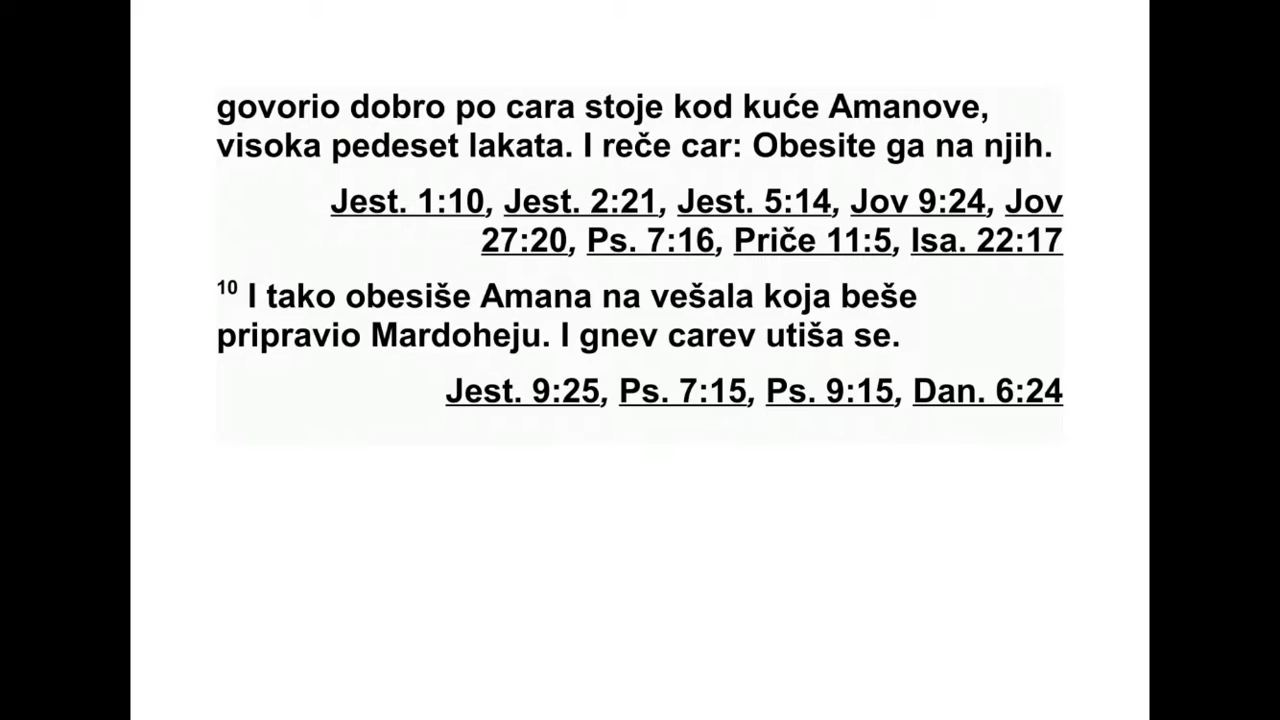 govorio dobro po cara stoje kod kuće Amanove,
visoka pedeset lakata. I reče car: Obesite ga na njih.
Jest. 1:10, Jest. 2:21, Jest. 5:14, Jov 9:24, Jov
27:20, Ps. 7:16, Priče 11:5, Isa. 22:17
10 I tako obesiše Amana na vešala koja beše
pripravio Mardoheju. I gnev carev utiša se.
Jest. 9:25, Ps. 7:15, Ps. 9:15, Dan. 6:24